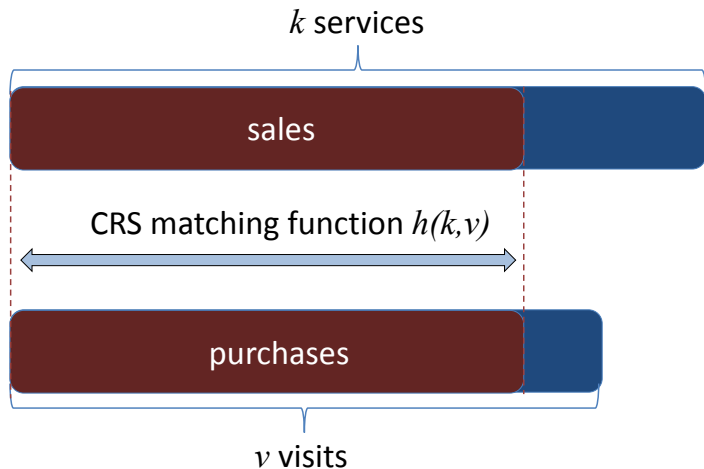 k services
sales
CRS matching function h(k,v)
purchases
v visits